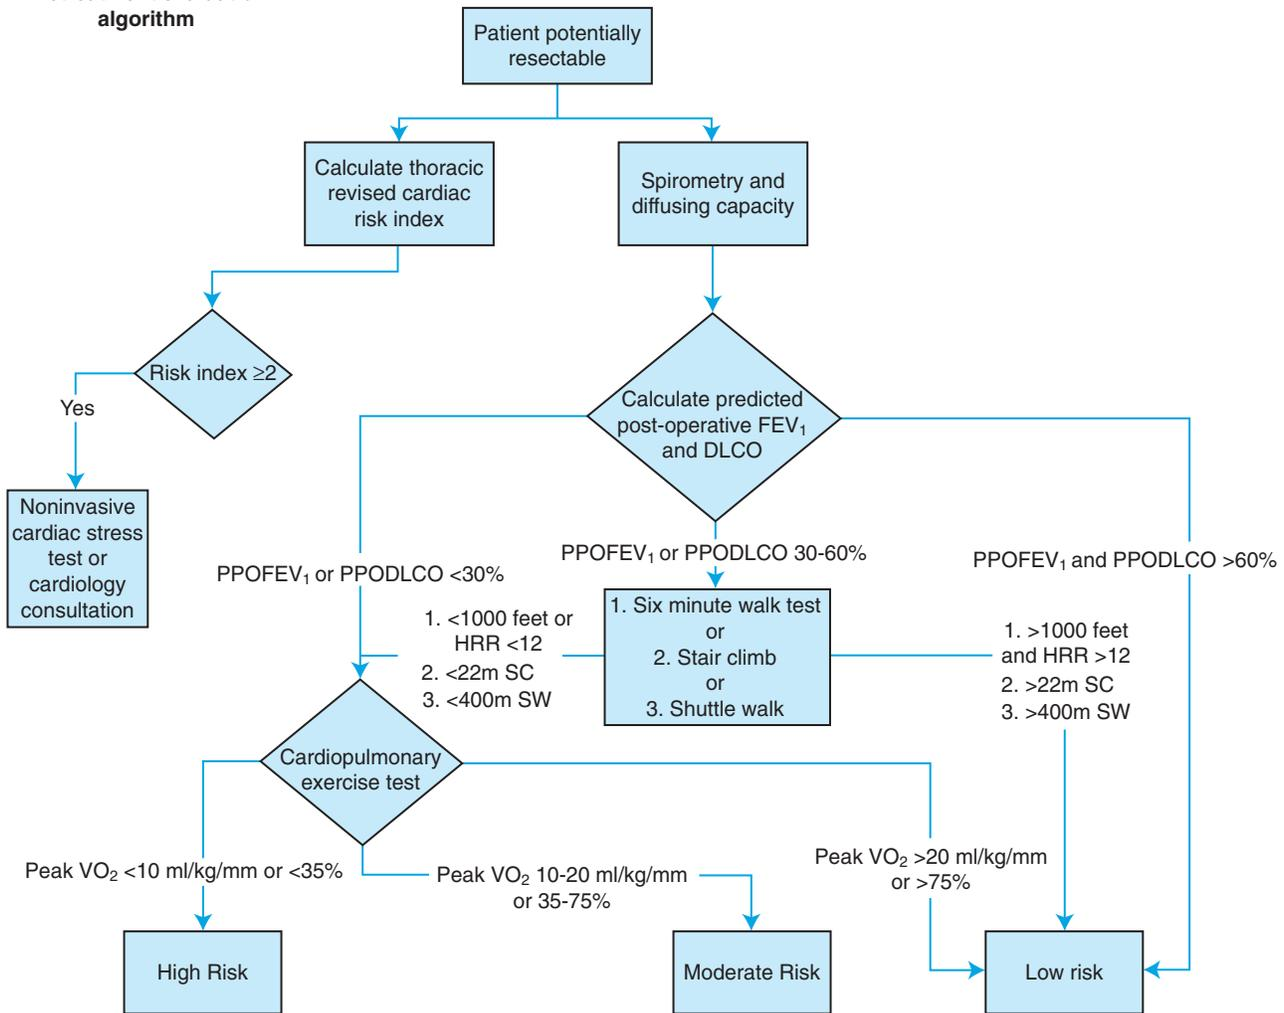 algorithm
Patient potentially
resectable
Calculate thoracic
revised cardiac
risk index
Spirometry and
diffusing capacity
Risk index ≥2
Yes
Noninvasive
cardiac stress
test or
cardiology
consultation
Calculate predicted
post-operative FEV₁
and DLCO
PPOFEV₁ or PPODLCO <30%
PPOFEV₁ or PPODLCO 30-60%
PPOFEV₁ and PPODLCO >60%
1. <1000 feet or
HRR <12
2. <22m SC
3. <400m SW
1. Six minute walk test
or
2. Stair climb
or
3. Shuttle walk
1. >1000 feet
and HRR >12
2. >22m SC
3. >400m SW
Cardiopulmonary
exercise test
Peak VO₂ <10 ml/kg/mm or <35%
Peak VO₂ 10-20 ml/kg/mm
or 35-75%
Peak VO₂ >20 ml/kg/mm
or >75%
High Risk
Moderate Risk
Low risk